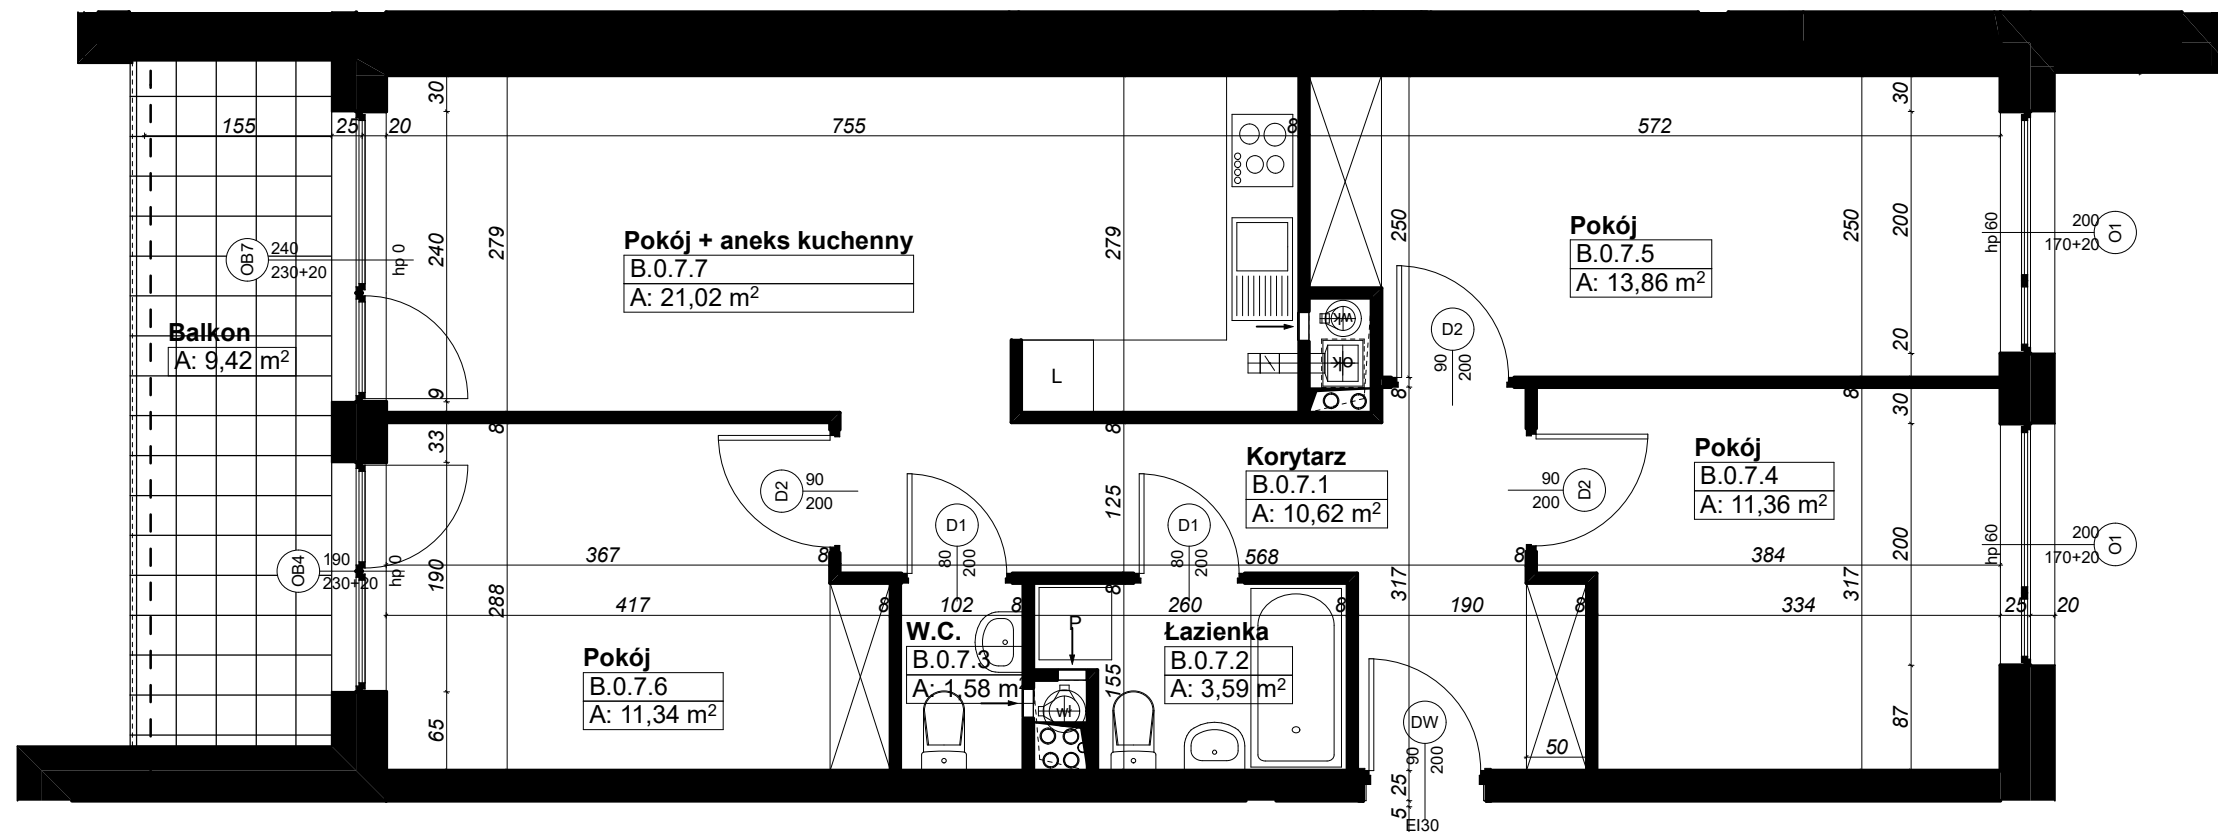 30
30
155
25
20
755
8
572
240
279
279
250
250
200
Pokój + aneks kuchenny
B.0.7.7
A: 21,02 m²
Pokój
B.0.7.5
A: 13,86 m²
OB7
240
230+20
hp 0
hp 60
200
170+20
O1
Balkon
A: 9,42 m²
wk
ok
D2
90
200
20
L
9
8
8
30
33
8
8
Korytarz
B.0.7.1
A: 10,62 m²
Pokój
B.0.7.4
A: 11,36 m²
D2
90
200
D1
80
200
125
D1
80
200
90
200
D2
OB4
190
230+20
hp 0
190
288
367
8
568
8
384
317
200
317
hp 60
200
170+20
O1
417
8
102
8
8
260
8
190
8
334
25
20
Pokój
B.0.7.6
A: 11,34 m²
W.C.
B.0.7.3
A: 1,58 m²
P
Łazienka
B.0.7.2
A: 3,59 m²
155
wł
65
DW
90
200
50
87
25
5
EI30